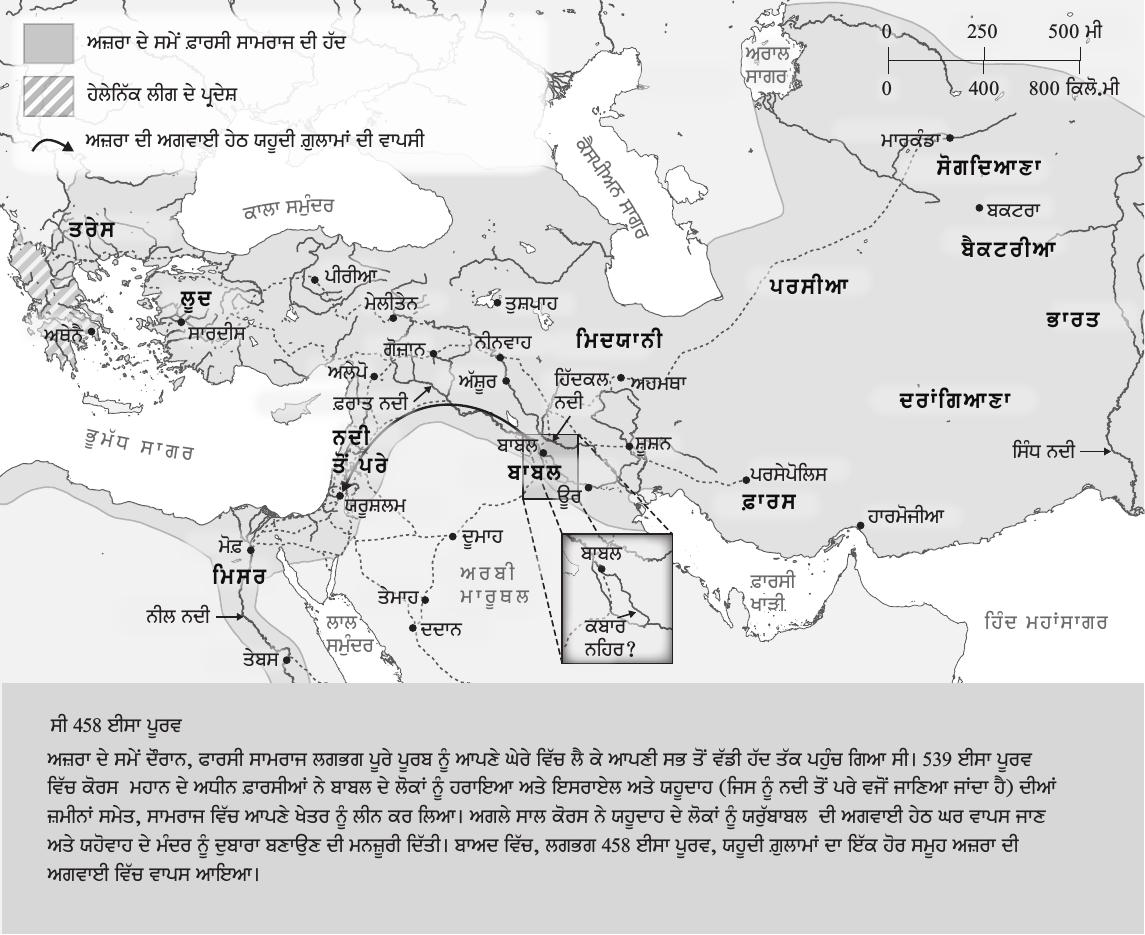 ਅਜ਼ਰਾ ਦੇ ਸਮੇਂ ਫ਼ਾਰਸੀ ਸਾਮਰਾਜ ਦੀ ਹੱਦ
ਹੇਲੇਨਿੱਕ ਲੀਗ ਦੇ ਪ੍ਰਦੇਸ਼
ਅਜ਼ਰਾ ਦੀ ਅਗਵਾਈ ਹੇਠ ਯਹੂਦੀ ਗ਼ੁਲਾਮਾਂ ਦੀ ਵਾਪਸੀ
0 250 500 ਮੀ
0 400 800 ਕਿਲੋ.ਮੀ
ਅਰਾਲ
ਸਾਗਰ
ਕੈਸਪੀਅਨ ਸਾਗਰ
ਮਾਰਕੰਡਾ
ਸੋਗਦਿਆਣਾ
ਬਕਟਰਾ
ਬੈਕਟਰੀਆ
ਕਾਲਾ ਸਮੁੰਦਰ
ਤਰੇਸ
ਪੀਰੀਆ
ਪਰਸੀਆ
ਲੂਦ
ਮੇਲੀਤੇਨ
ਤੁਸ਼ਪਾਹ
ਭਾਰਤ
ਅਥੇਨੈ
ਸਾਰਦੀਸ
ਨੀਨਵਾਹ
ਮਿਦਯਾਨੀ
ਗੋਜ਼ਾਨ
ਅਲੇਪੋ
ਅੱਸ਼ੂਰ
ਹਿੱਦਕਲ
ਨਦੀ
ਅਚਮਥਾ
ਫ਼ਰਾਤ ਨਦੀ
ਦਰਾਂਗਿਆਣਾ
ਭੂਮੱਧ ਸਾਗਰ
ਨਦੀ
ਤੋਂ ਪਰੇ
ਬਾਬਲ
ਬਾਬਲ
ਸ਼ੂਸ਼ਨ
ਸਿੰਧ ਨਦੀ
ਪਰਸੇਪੋਲਿਸ
ਫ਼ਾਰਸ
ਊਰ
ਯਰੂਸ਼ਲਮ
ਹਾਰਮੋਜੀਆ
ਮੋਫ਼
ਦੂਮਾਹ
ਮਿਸਰ
ਅਰਬੀ
ਮਾਰੂਥਲ
ਬਾਬਲ
ਕਬਾਰ
ਨਹਿਰ?
ਫ਼ਾਰਸੀ
ਖਾੜੀ
ਤੇਮਾਹ
ਨੀਲ ਨਦੀ
ਲਾਲ
ਸਮੁੰਦਰ
ਦਦਾਨ
ਹਿੰਦ ਮਹਾਂਸਾਗਰ
ਤੇਬਸ
ਸੀ 458 ਈਸਾ ਪੂਰਵ
ਅਜ਼ਰਾ ਦੇ ਸਮੇਂ ਦੌਰਾਨ, ਫਾਰਸੀ ਸਾਮਰਾਜ ਲਗਭਗ ਪੂਰੇ ਪੂਰਬ ਨੂੰ ਆਪਣੇ ਘੇਰੇ ਵਿੱਚ ਲੈ ਕੇ ਆਪਣੀ ਸਭ ਤੋਂ ਵੱਡੀ ਹੱਦ ਤੱਕ ਪਹੁੰਚ ਗਿਆ ਸੀ। 539 ਈਸਾ ਪੂਰਵ
ਵਿੱਚ ਕੋਰਸ ਮਹਾਨ ਦੇ ਅਧੀਨ ਫ਼ਾਰਸੀਆਂ ਨੇ ਬਾਬਲ ਦੇ ਲੋਕਾਂ ਨੂੰ ਹਰਾਇਆ ਅਤੇ ਇਸਰਾਏਲ ਅਤੇ ਯਹੂਦਾਹ (ਜਿਸ ਨੂੰ ਨਦੀ ਤੋਂ ਪਰੇ ਵਜੋਂ ਜਾਣਿਆ ਜਾਂਦਾ ਹੈ) ਦੀਆਂ
ਜ਼ਮੀਨਾਂ ਸਮੇਤ, ਸਾਮਰਾਜ ਵਿੱਚ ਆਪਣੇ ਖੇਤਰ ਨੂੰ ਲੀਨ ਕਰ ਲਿਆ। ਅਗਲੇ ਸਾਲ ਕੋਰਸ ਨੇ ਯਹੂਦਾਹ ਦੇ ਲੋਕਾਂ ਨੂੰ ਯਰੁੱਬਾਬਲ ਦੀ ਅਗਵਾਈ ਹੇਠ ਘਰ ਵਾਪਸ ਜਾਣ
ਅਤੇ ਯਹੋਵਾਹ ਦੇ ਮੰਦਰ ਨੂੰ ਦੁਬਾਰਾ ਬਣਾਉਣ ਦੀ ਮਨਜ਼ੂਰੀ ਦਿੱਤੀ। ਬਾਅਦ ਵਿੱਚ, ਲਗਭਗ 458 ਈਸਾ ਪੂਰਵ, ਯਹੂਦੀ ਗ਼ੁਲਾਮਾਂ ਦਾ ਇੱਕ ਹੋਰ ਸਮੂਹ ਅਜ਼ਰਾ ਦੀ
ਅਗਵਾਈ ਵਿੱਚ ਵਾਪਸ ਆਇਆ।